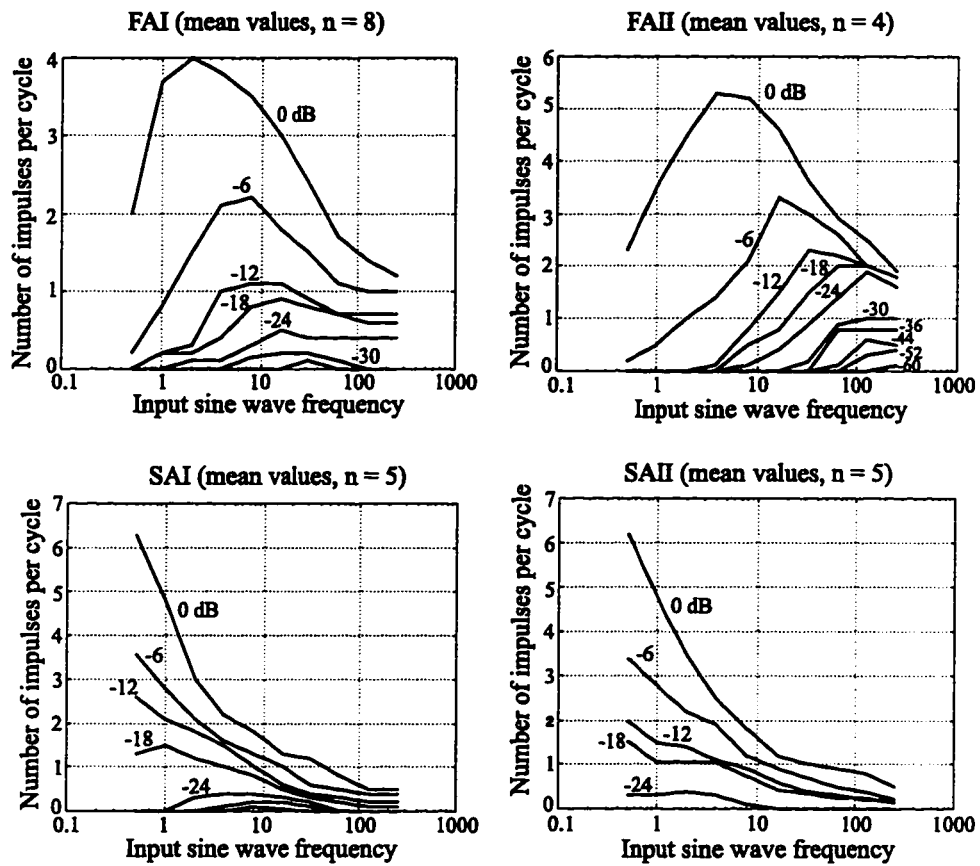 FAI (mean values, n = 8)
Number of impulses per cycle
4
3
2
1
0
0 dB
-6
-12
-18
-24
-30
0.1 1 10 100 1000
Input sine wave frequency
FAII (mean values, n = 4)
Number of impulses per cycle
6
5
4
3
2
1
0
0 dB
-6
-12
-18
-24
-30
-36
-44
-52
-60
0.1 1 10 100 1000
Input sine wave frequency
SAI (mean values, n = 5)
Number of impulses per cycle
7
6
5
4
3
2
1
0
0 dB
-6
-12
-18
-24
0.1 1 10 100 1000
Input sine wave frequency
SAII (mean values, n = 5)
Number of impulses per cycle
7
6
5
4
3
2
1
0
0 dB
-6
-12
-18
-24
0.1 1 10 100 1000
Input sine wave frequency